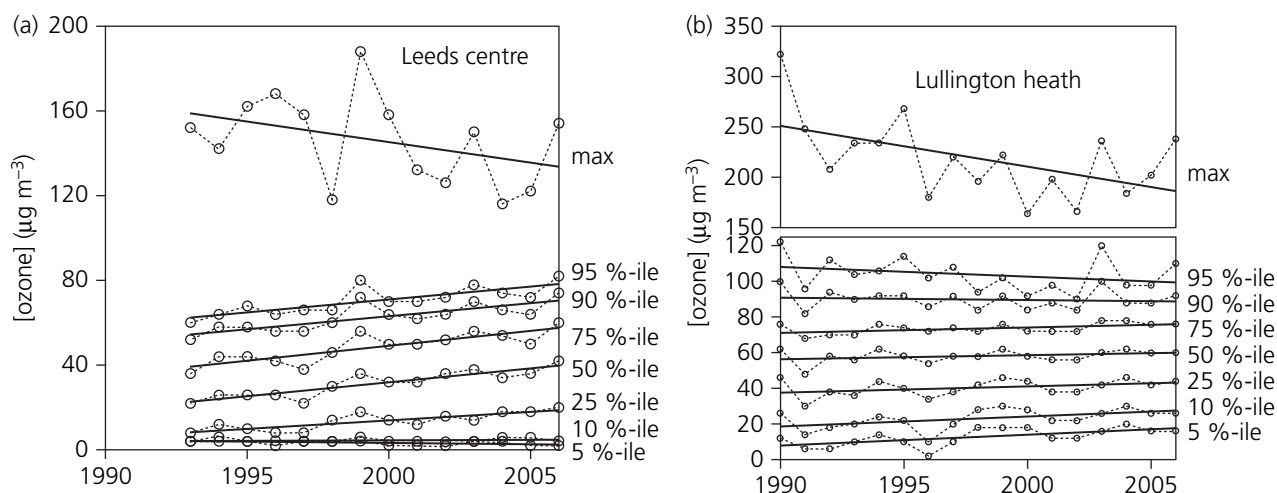 (a)
Leeds centre
[ozone] (µg m⁻³)
200
160
120
80
40
0
1990
1995
2000
2005
max
95 %-ile
90 %-ile
75 %-ile
50 %-ile
25 %-ile
10 %-ile
5 %-ile
(b)
Lullington heath
[ozone] (µg m⁻³)
350
300
250
200
150
120
100
80
60
40
20
0
1990
1995
2000
2005
max
95 %-ile
90 %-ile
75 %-ile
50 %-ile
25 %-ile
10 %-ile
5 %-ile